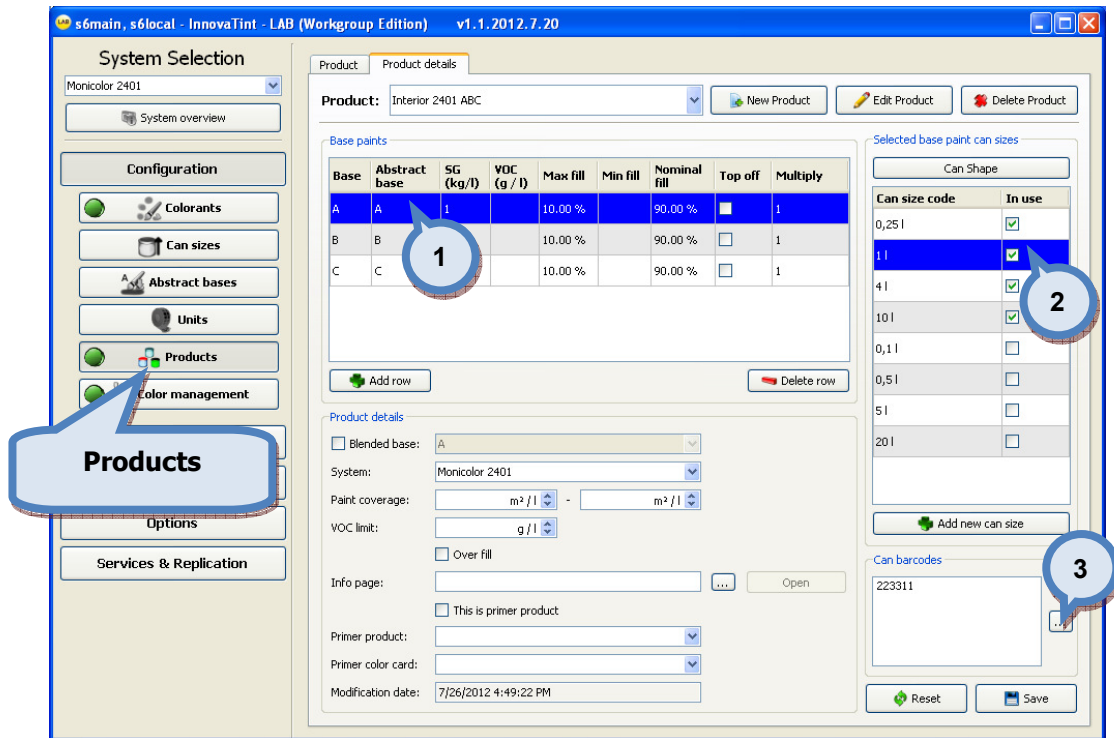 LAB s6main, s6local - InnovaTint - LAB (Workgroup Edition) v1.1.2012.7.20
System Selection
Monicolor 2401
System overview
Configuration
Colorants
Can sizes
Abstract bases
Units
Products
Color management
Products
Options
Services & Replication
Product Product details
Product: Interior 2401 ABC New Product Edit Product Delete Product
Base paints
Base Abstract base SG (kg/l) VOC (g / l) Max fill Min fill Nominal fill Top off Multiply
A A 1 10.00 % 90.00 % 1
B B 10.00 % 90.00 % 1
C C 10.00 % 90.00 % 1
1
Add row Delete row
Product details
Blended base: A
System: Monicolor 2401
Paint coverage: m² / l - m² / l
VOC limit: g / l
Over fill
Info page: ... Open
This is primer product
Primer product:
Primer color card:
Modification date: 7/26/2012 4:49:22 PM
Selected base paint can sizes
Can Shape
Can size code In use
0,25 l
1 l
4 l
10 l
0,1 l
0,5 l
5 l
20 l
2
Add new can size
Can barcodes
223311
3
...
Reset Save